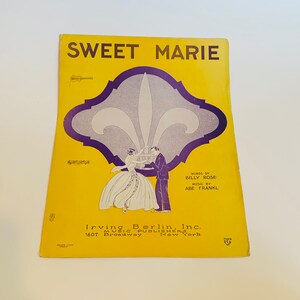 SWEET MARIE
WORDS BY
BILLY ROSE
MUSIC BY
ABE FRANKL
Irving Berlin, Inc.
MUSIC PUBLISHERS
1607 Broadway New York